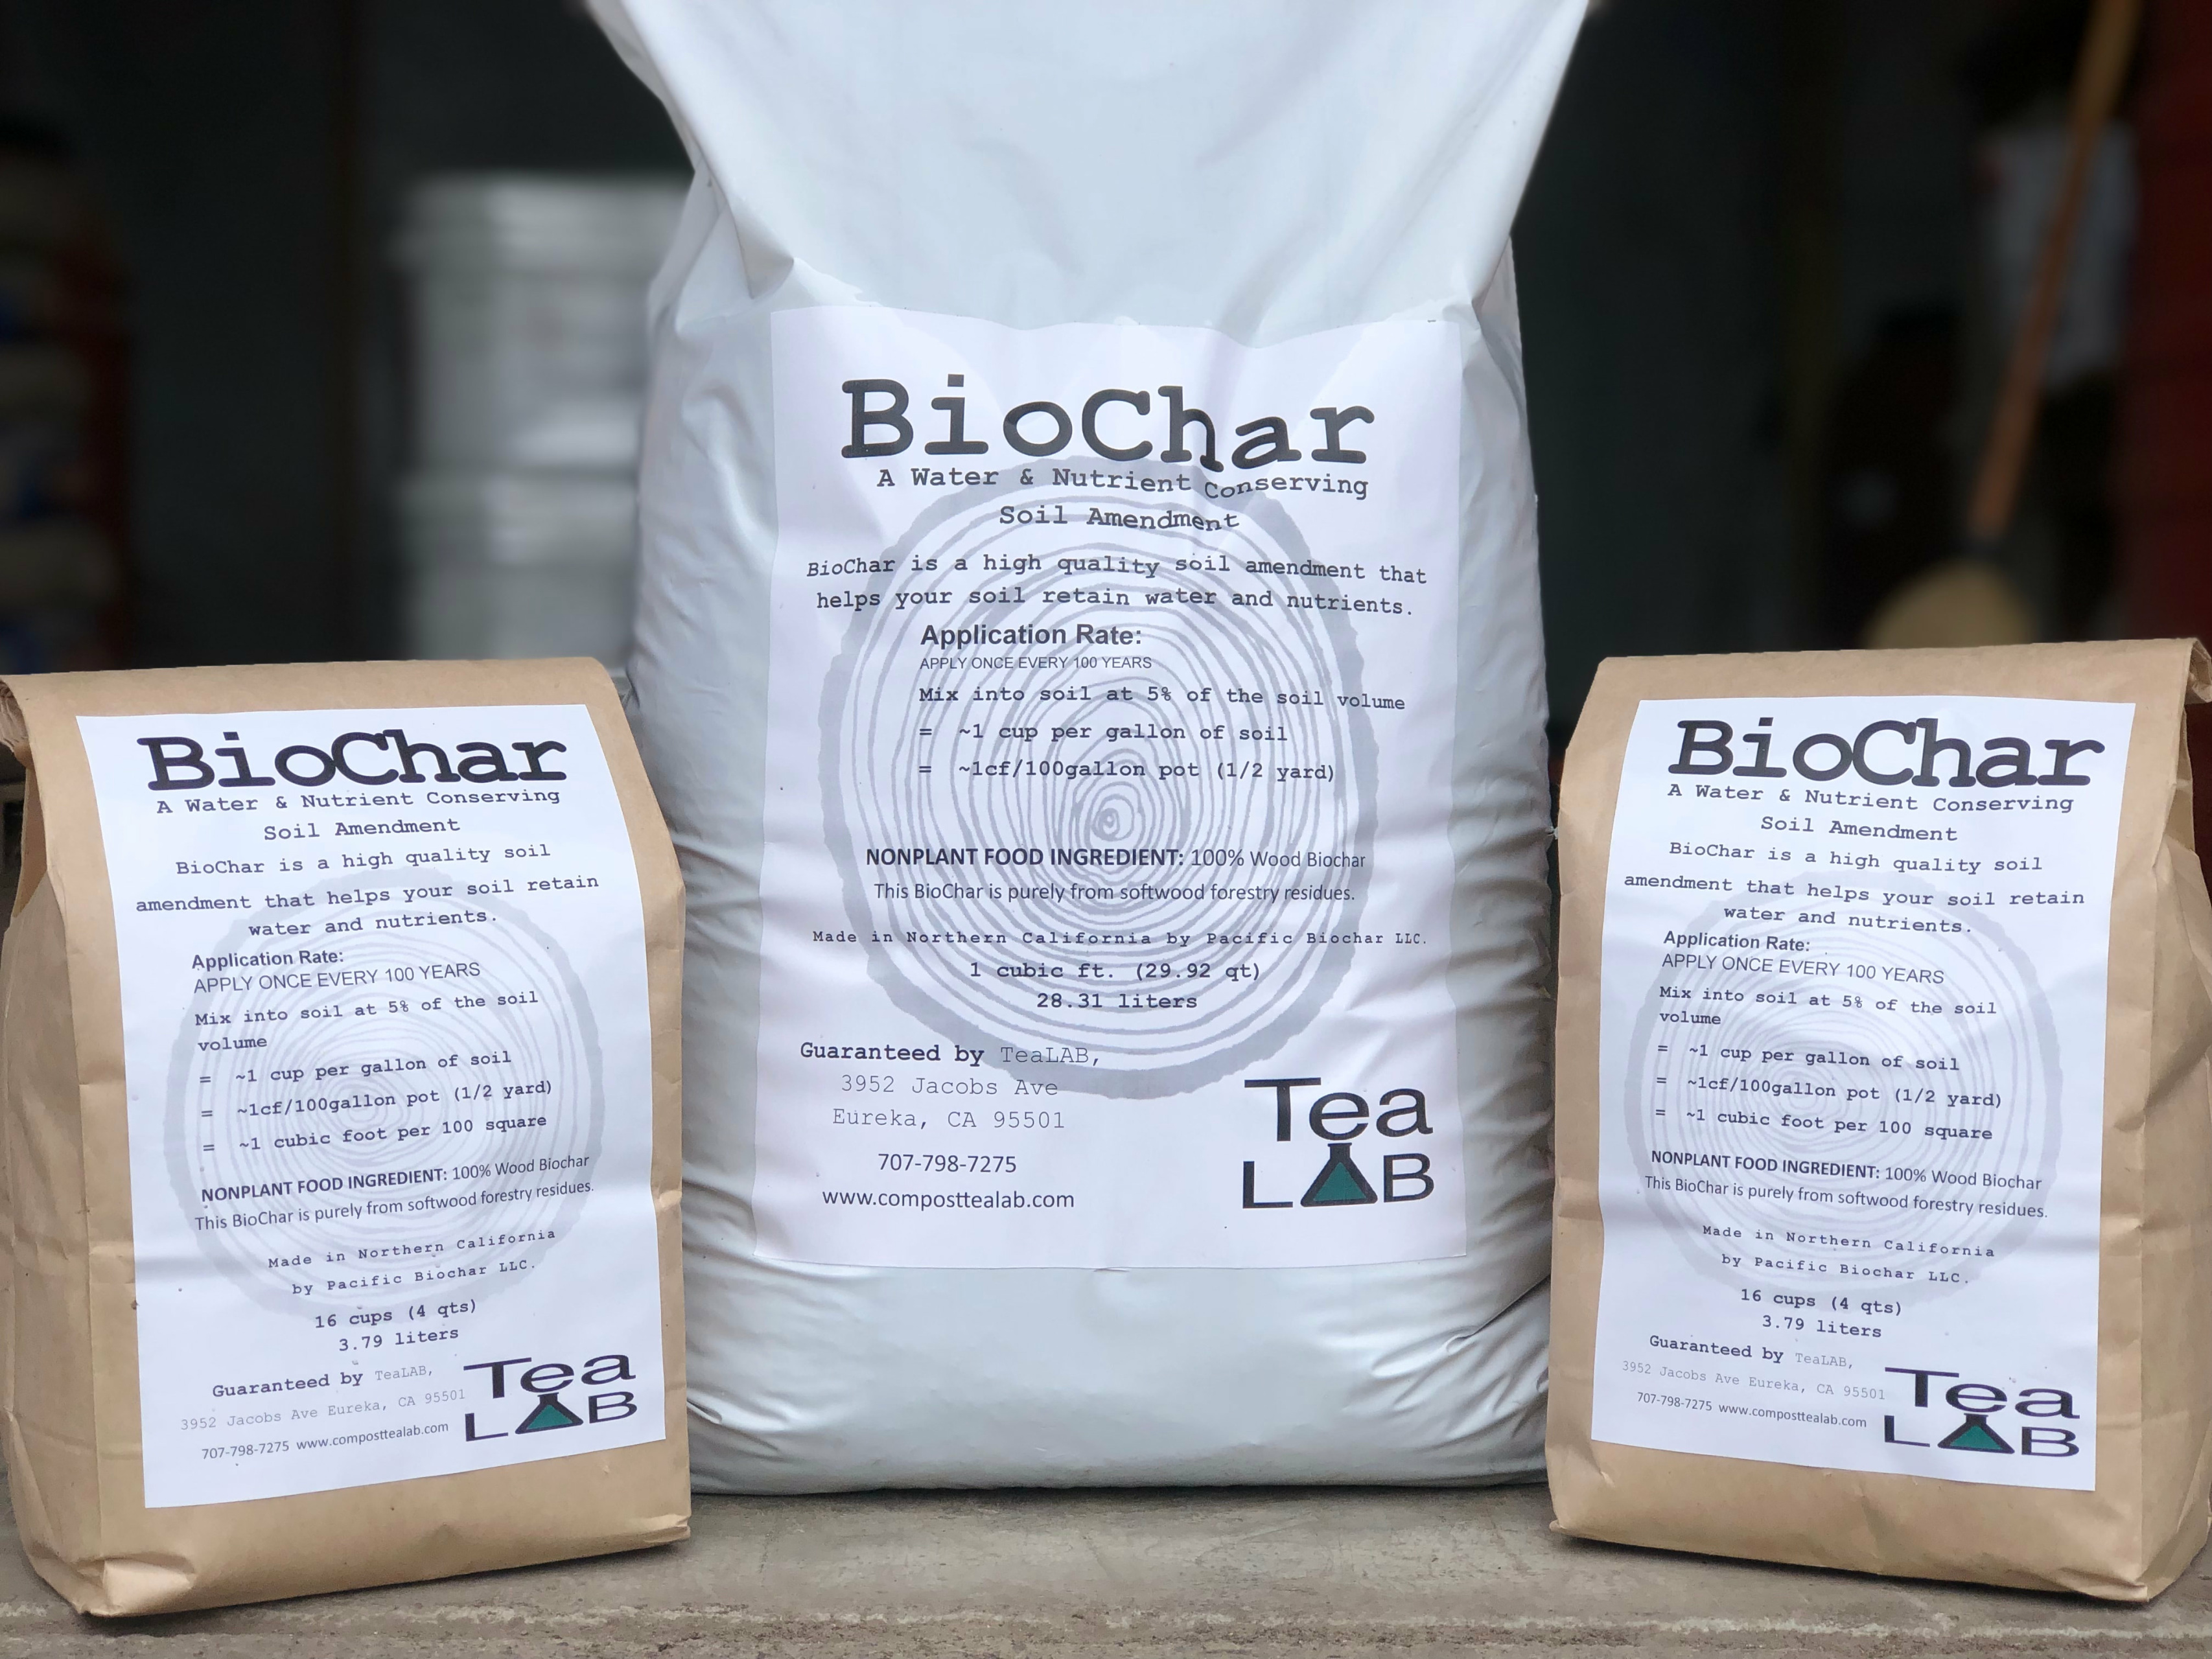 BioChar
A Water & Nutrient Conserving
Soil Amendment
BioChar is a high quality soil
amendment that helps your soil retain
water and nutrients.
Application Rate:
APPLY ONCE EVERY 100 YEARS
Mix into soil at 5% of the soil
volume
= ~1 cup per gallon of soil
= ~1cf/100gallon pot (1/2 yard)
= ~1 cubic foot per 100 square
NONPLANT FOOD INGREDIENT: 100% Wood Biochar
This BioChar is purely from softwood forestry residues.
Made in Northern California
by Pacific Biochar LLC.
16 cups (4 qts)
3.79 liters
Guaranteed by TeaLAB,
3952 Jacobs Ave Eureka, CA 95501
707-798-7275 www.composttealab.com
Tea
LAB
BioChar
A Water & Nutrient Conserving
Soil Amendment
BioChar is a high quality soil amendment that
helps your soil retain water and nutrients.
Application Rate:
APPLY ONCE EVERY 100 YEARS
Mix into soil at 5% of the soil volume
= ~1 cup per gallon of soil
= ~1cf/100gallon pot (1/2 yard)
NONPLANT FOOD INGREDIENT: 100% Wood Biochar
This BioChar is purely from softwood forestry residues.
Made in Northern California by Pacific Biochar LLC.
1 cubic ft. (29.92 qt)
28.31 liters
Guaranteed by TeaLAB,
3952 Jacobs Ave
Eureka, CA 95501
707-798-7275
www.composttealab.com
Tea
LAB
BioChar
A Water & Nutrient Conserving
Soil Amendment
BioChar is a high quality soil
amendment that helps your soil retain
water and nutrients.
Application Rate:
APPLY ONCE EVERY 100 YEARS
Mix into soil at 5% of the soil
volume
= ~1 cup per gallon of soil
= ~1cf/100gallon pot (1/2 yard)
= ~1 cubic foot per 100 square
NONPLANT FOOD INGREDIENT: 100% Wood Biochar
This BioChar is purely from softwood forestry residues.
Made in Northern California
by Pacific Biochar LLC.
16 cups (4 qts)
3.79 liters
Guaranteed by TeaLAB,
3952 Jacobs Ave Eureka, CA 95501
707-798-7275 www.composttealab.com
Tea
LAB